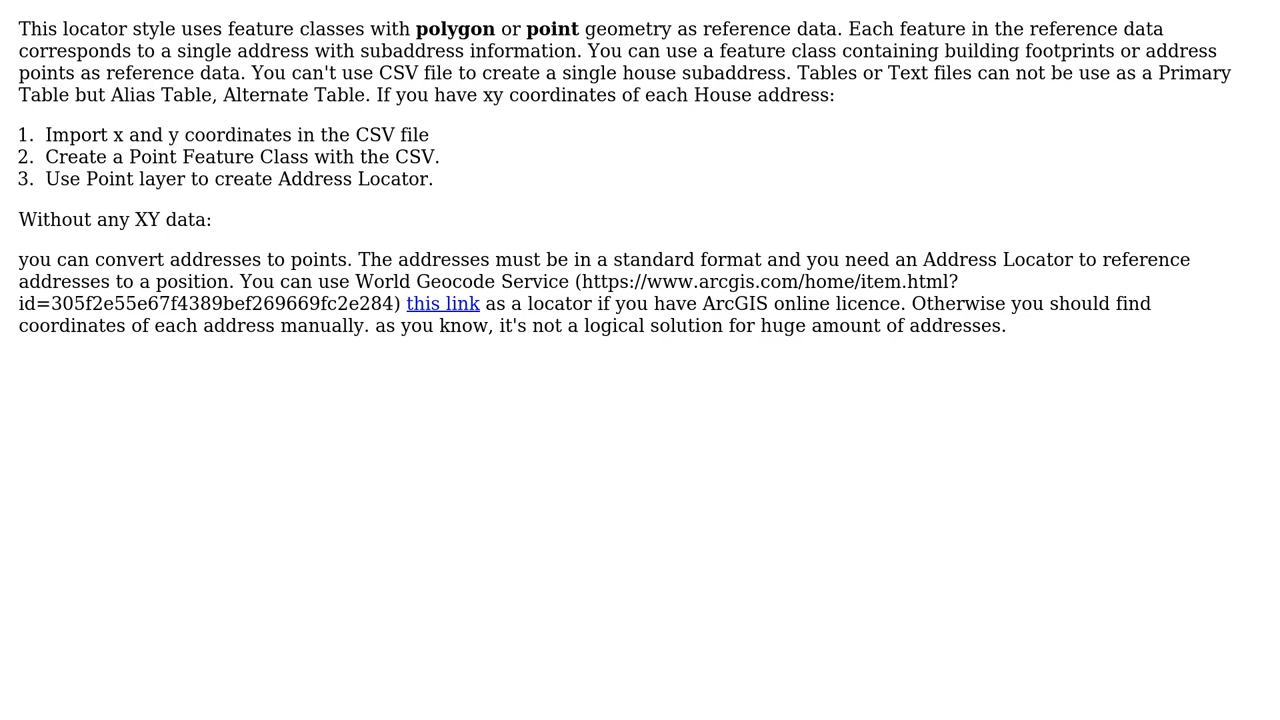 This locator style uses feature classes with polygon or point geometry as reference data. Each feature in the reference data
corresponds to a single address with subaddress information. You can use a feature class containing building footprints or address
points as reference data. You can't use CSV file to create a single house subaddress. Tables or Text files can not be use as a Primary
Table but Alias Table, Alternate Table. If you have xy coordinates of each House address:
1. Import x and y coordinates in the CSV file
2. Create a Point Feature Class with the CSV.
3. Use Point layer to create Address Locator.
Without any XY data:
you can convert addresses to points. The addresses must be in a standard format and you need an Address Locator to reference
addresses to a position. You can use World Geocode Service (https://www.arcgis.com/home/item.html?
id=305f2e55e67f4389bef269669fc2e284) this link as a locator if you have ArcGIS online licence. Otherwise you should find
coordinates of each address manually. as you know, it's not a logical solution for huge amount of addresses.